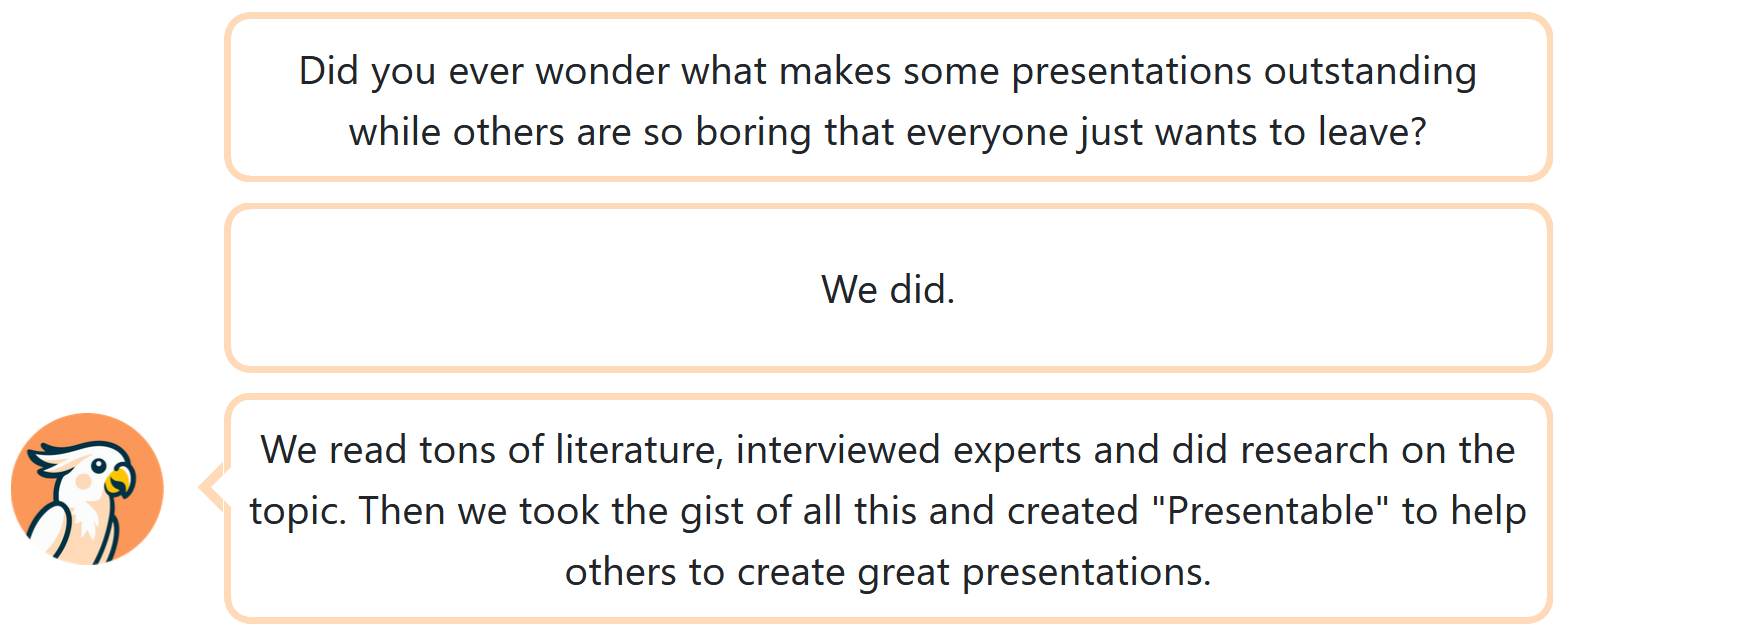 Did you ever wonder what makes some presentations outstanding
while others are so boring that everyone just wants to leave?
We did.
We read tons of literature, interviewed experts and did research on the
topic. Then we took the gist of all this and created "Presentable" to help
others to create great presentations.